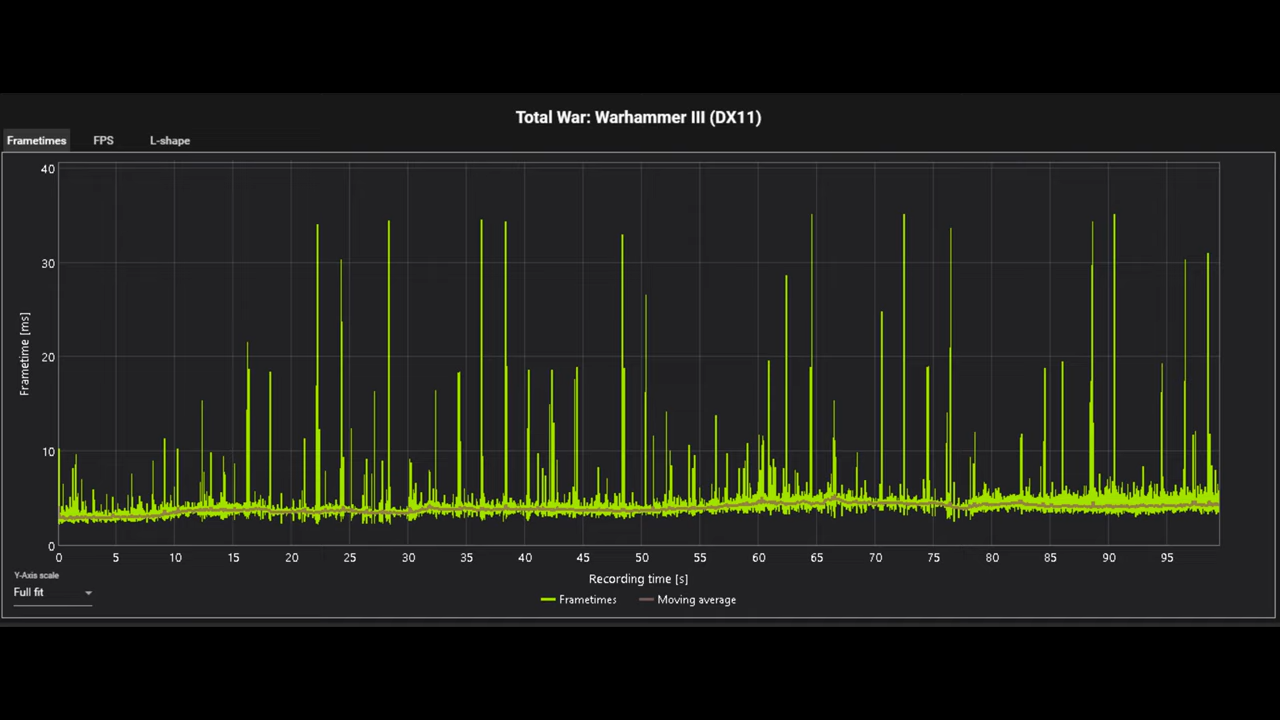 Total War: Warhammer III (DX11)
Frametimes FPS L-shape
40
30
20
10
0
Frametime [ms]
0 5 10 15 20 25 30 35 40 45 50 55 60 65 70 75 80 85 90 95
Recording time [s]
Y-Axis scale
Full fit
Frametimes Moving average